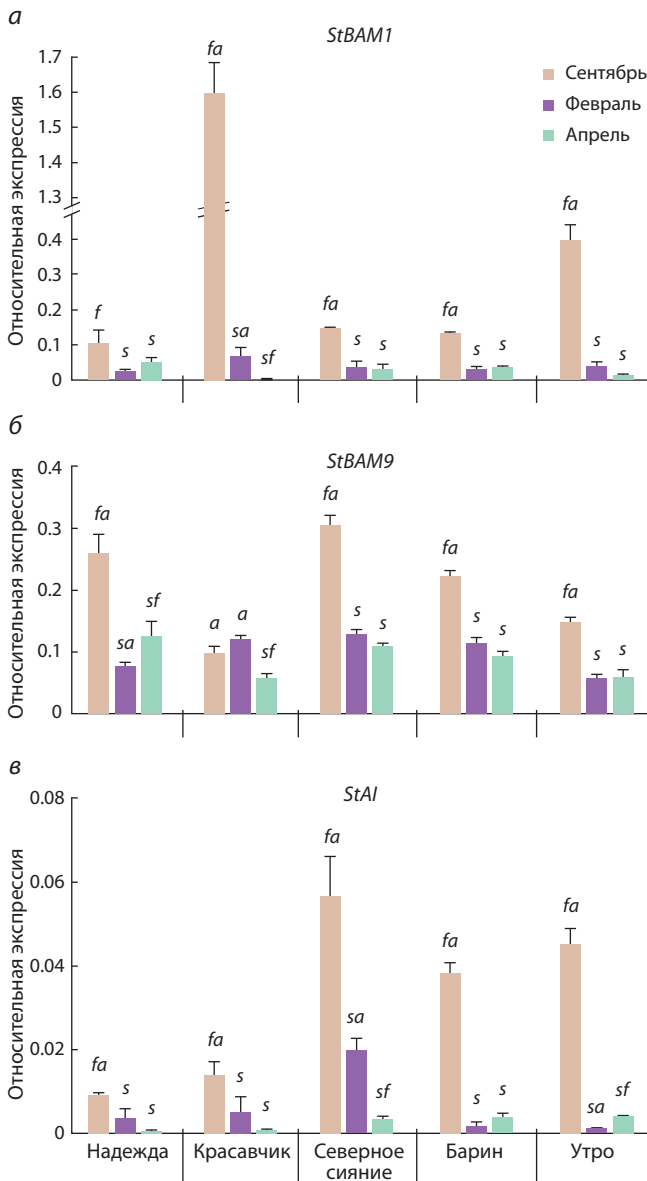 а
StBAM1
Относительная экспрессия
1.7
1.6
1.5
1.4
1.3
0.4
0.3
0.2
0.1
0
Сентябрь
Февраль
Апрель
f s s
fa sa sf
fa s s
fa s s
fa s s
б
StBAM9
Относительная экспрессия
0.4
0.3
0.2
0.1
0
fa sa sf
a a sf
fa s s
fa s s
fa s s
в
StAI
Относительная экспрессия
0.08
0.06
0.04
0.02
0
fa s s
fa s s
fa sa sf
fa s s
fa sa sf
Надежда
Красавчик
Северное
сияние
Барин
Утро